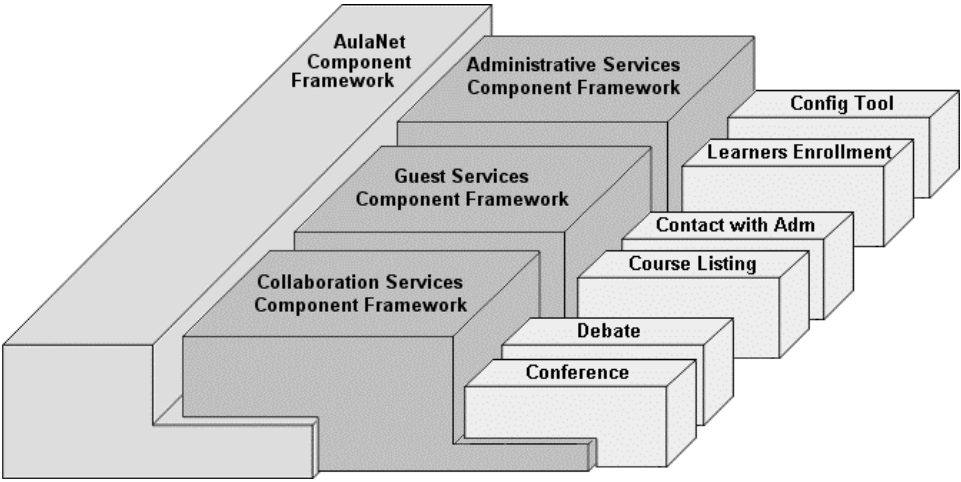 AulaNet
Component
Framework
Administrative Services
Component Framework
Config Tool
Learners Enrollment
Guest Services
Component Framework
Contact with Adm
Course Listing
Collaboration Services
Component Framework
Debate
Conference